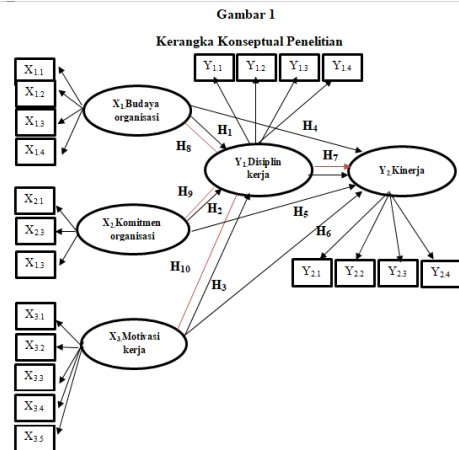 Gambar 1
Kerangka Konseptual Penelitian
Y1.1 Y1.2 Y1.3 Y1.4
X1.1
X1.2
X1.3
X1.4
X1.Budaya
organisasi
H1
H4
H8
Y1.Disiplin
kerja
H7
Y2.Kinerja
X2.1
X2.3
X1.3
X2.Komitmen
organisasi
H9
H2
H5
H6
H10
H3
Y2.1 Y2.2 Y2.3 Y2.4
X3.1
X3.2
X3.3
X3.4
X3.5
X3.Motivasi
kerja